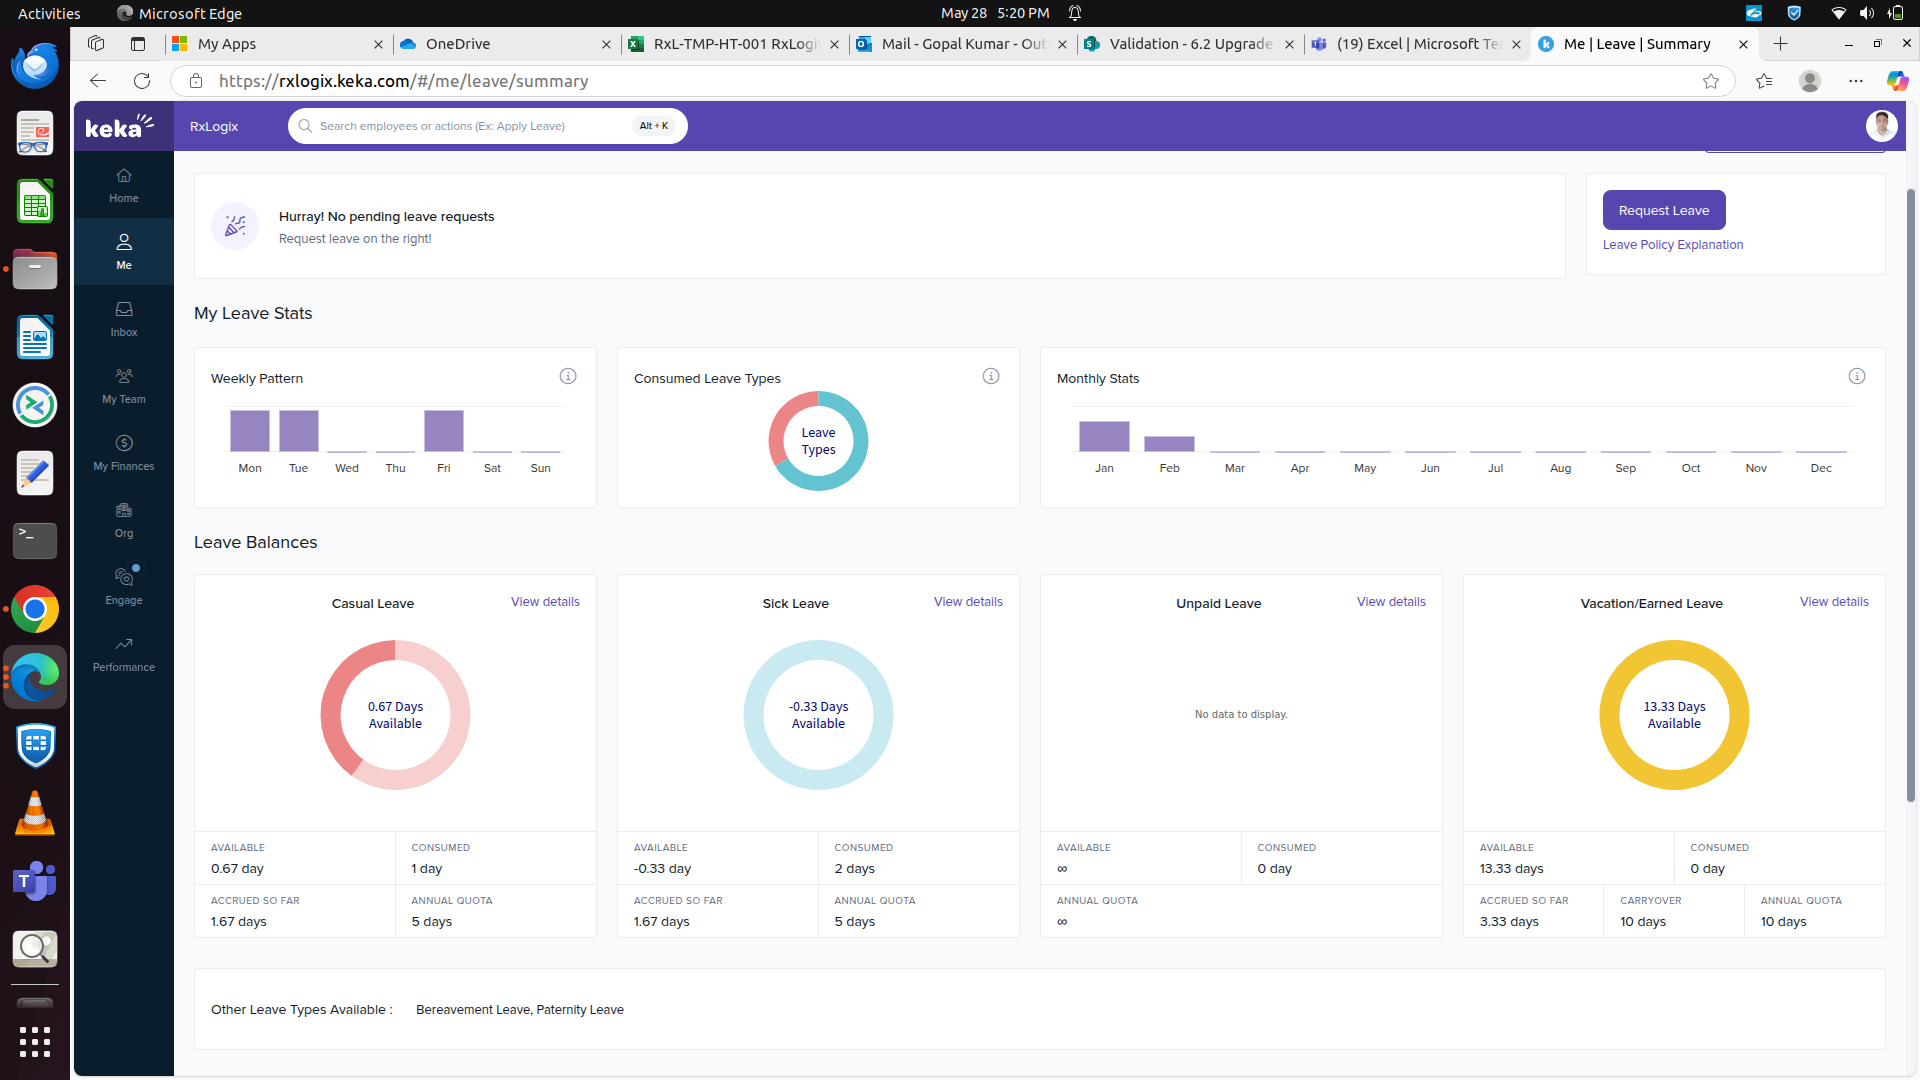 Activities
Microsoft Edge
May 28 5:20 PM
My Apps
OneDrive
RxL-TMP-HT-001 RxLogi
Mail - Gopal Kumar - Out
Validation - 6.2 Upgrade
(19) Excel | Microsoft Te
Me | Leave | Summary
https://rxlogix.keka.com/#/me/leave/summary
keka
RxLogix
Search employees or actions (Ex: Apply Leave)
Alt + K
Home
Me
Inbox
My Team
My Finances
Org
Engage
Performance
Hurray! No pending leave requests
Request leave on the right!
Request Leave
Leave Policy Explanation
My Leave Stats
Weekly Pattern
Mon Tue Wed Thu Fri Sat Sun
Consumed Leave Types
Leave
Types
Monthly Stats
Jan Feb Mar Apr May Jun Jul Aug Sep Oct Nov Dec
Leave Balances
Casual Leave
View details
0.67 Days
Available
AVAILABLE
0.67 day
CONSUMED
1 day
ACCRUED SO FAR
1.67 days
ANNUAL QUOTA
5 days
Sick Leave
View details
-0.33 Days
Available
AVAILABLE
-0.33 day
CONSUMED
2 days
ACCRUED SO FAR
1.67 days
ANNUAL QUOTA
5 days
Unpaid Leave
View details
No data to display.
AVAILABLE
∞
CONSUMED
0 day
ANNUAL QUOTA
∞
Vacation/Earned Leave
View details
13.33 Days
Available
AVAILABLE
13.33 days
CONSUMED
0 day
ACCRUED SO FAR
3.33 days
CARRYOVER
10 days
ANNUAL QUOTA
10 days
Other Leave Types Available :
Bereavement Leave, Paternity Leave